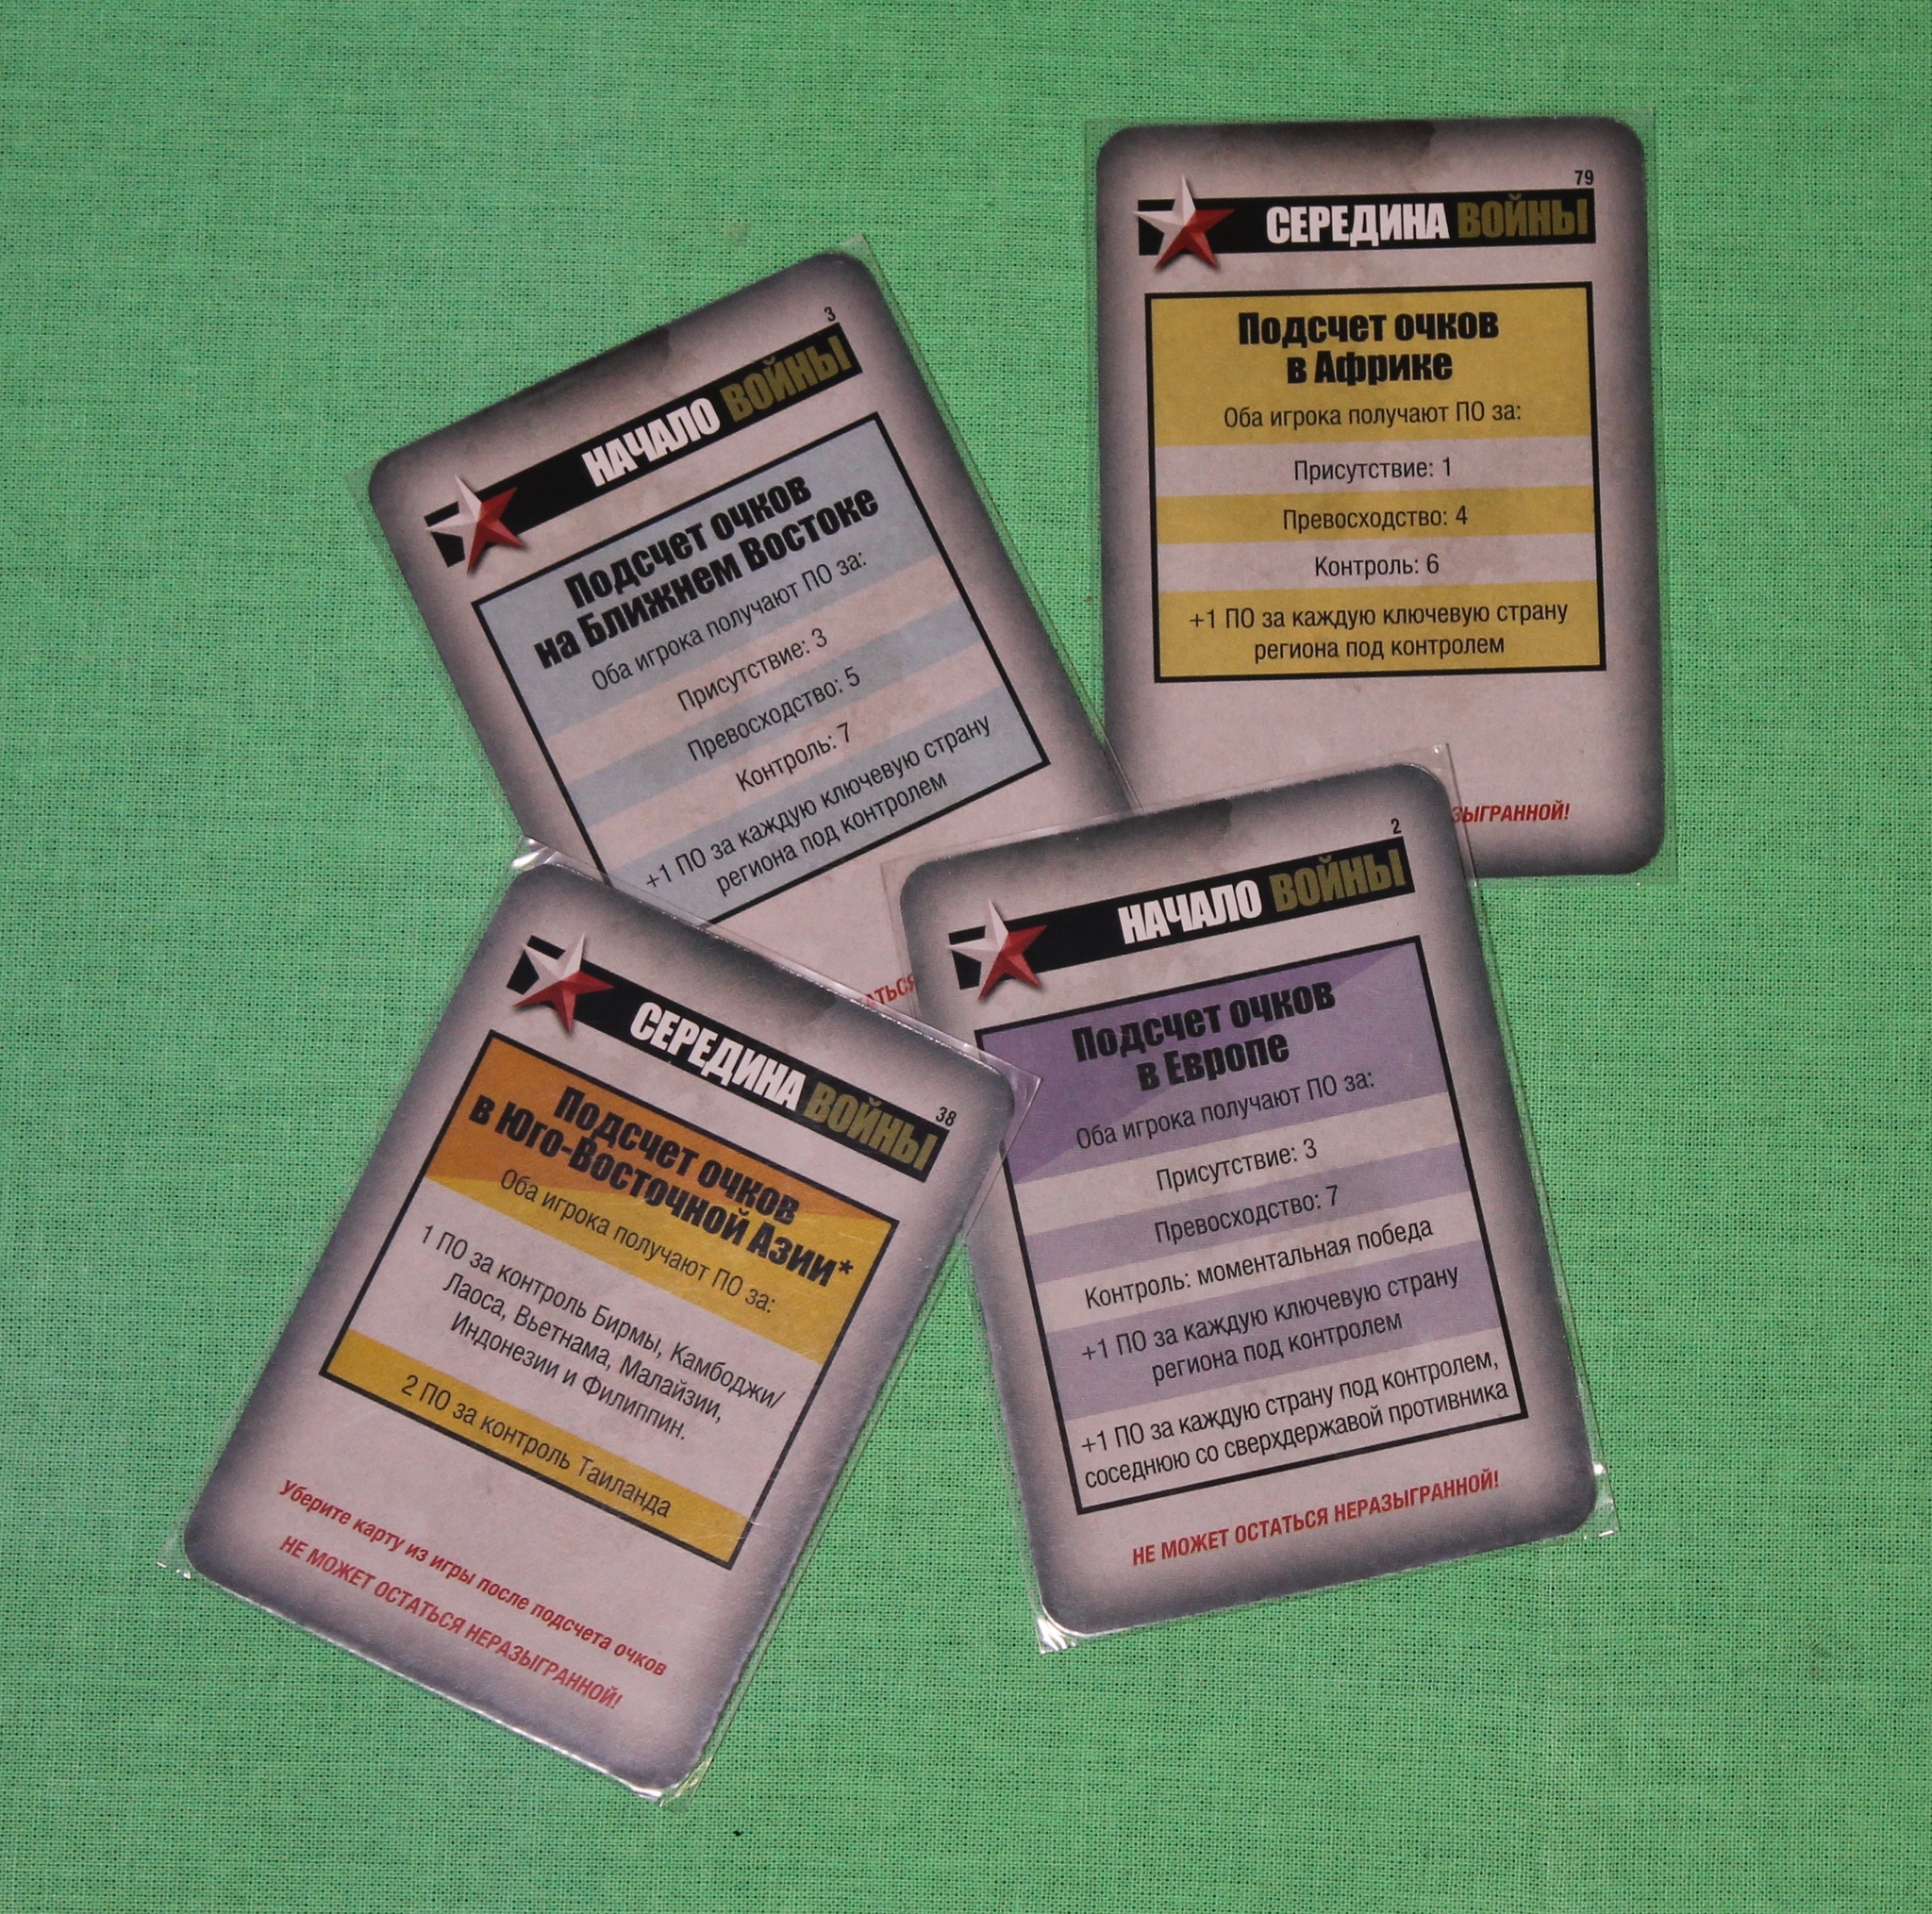 3
НАЧАЛО ВОЙНЫ
Подсчет очков
на Ближнем Востоке
Оба игрока получают ПО за:
Присутствие: 3
Превосходство: 5
Контроль: 7
+1 ПО за каждую ключевую страну
региона под контролем
79
СЕРЕДИНА ВОЙНЫ
Подсчет очков
в Африке
Оба игрока получают ПО за:
Присутствие: 1
Превосходство: 4
Контроль: 6
+1 ПО за каждую ключевую страну
региона под контролем
38
СЕРЕДИНА ВОЙНЫ
Подсчет очков
в Юго-Восточной Азии*
Оба игрока получают ПО за:
1 ПО за контроль Бирмы, Камбоджи/
Лаоса, Вьетнама, Малайзии,
Индонезии и Филиппин.
2 ПО за контроль Таиланда
Уберите карту из игры после подсчета очков
НЕ МОЖЕТ ОСТАТЬСЯ НЕРАЗЫГРАННОЙ!
2
НАЧАЛО ВОЙНЫ
Подсчет очков
в Европе
Оба игрока получают ПО за:
Присутствие: 3
Превосходство: 7
Контроль: моментальная победа
+1 ПО за каждую ключевую страну
региона под контролем
+1 ПО за каждую страну под контролем,
соседнюю со сверхдержавой противника
НЕ МОЖЕТ ОСТАТЬСЯ НЕРАЗЫГРАННОЙ!